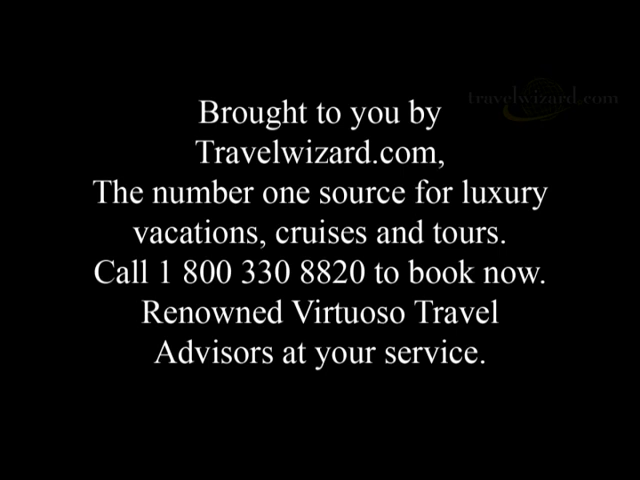 travelwizard.com
Brought to you by
Travelwizard.com,
The number one source for luxury
vacations, cruises and tours.
Call 1 800 330 8820 to book now.
Renowned Virtuoso Travel
Advisors at your service.